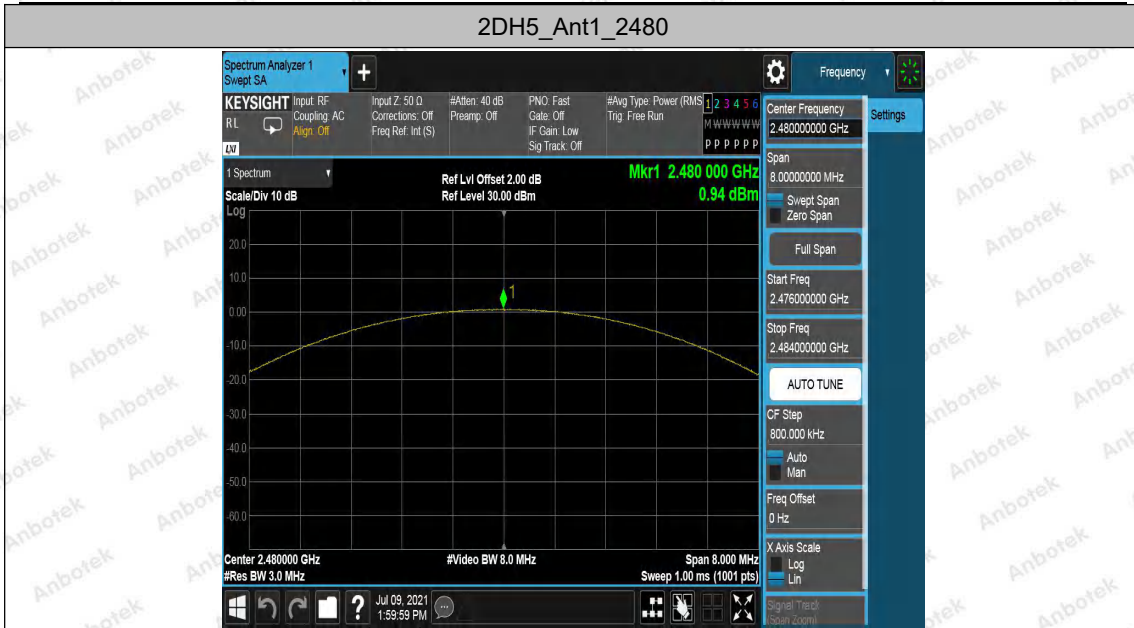 2DH5_Ant1_2480
Spectrum Analyzer 1
Swept SA
+
Frequency
KEYSIGHT
RL
LXI
Input: RF
Coupling: AC
Align: Off
Input Z: 50 Ω
Corrections: Off
Freq Ref: Int (S)
#Atten: 40 dB
Preamp: Off
PNO: Fast
Gate: Off
IF Gain: Low
Sig Track: Off
#Avg Type: Power (RMS
Trig: Free Run
1 2 3 4 5 6
M W W W W W
P P P P P P
Center Frequency
2.480000000 GHz
Settings
Span
8.00000000 MHz
Swept Span
Zero Span
Full Span
Start Freq
2.476000000 GHz
Stop Freq
2.484000000 GHz
AUTO TUNE
CF Step
800.000 kHz
Auto
Man
Freq Offset
0 Hz
X Axis Scale
Log
Lin
Signal Track
(Span Zoom)
1 Spectrum
Scale/Div 10 dB
Log
Ref Lvl Offset 2.00 dB
Ref Level 30.00 dBm
Mkr1 2.480 000 GHz
0.94 dBm
20.0
10.0
0.00
-10.0
-20.0
-30.0
-40.0
-50.0
-60.0
1
Center 2.480000 GHz
#Res BW 3.0 MHz
#Video BW 8.0 MHz
Span 8.000 MHz
Sweep 1.00 ms (1001 pts)
?
Jul 09, 2021
1:59:59 PM
Anbotek